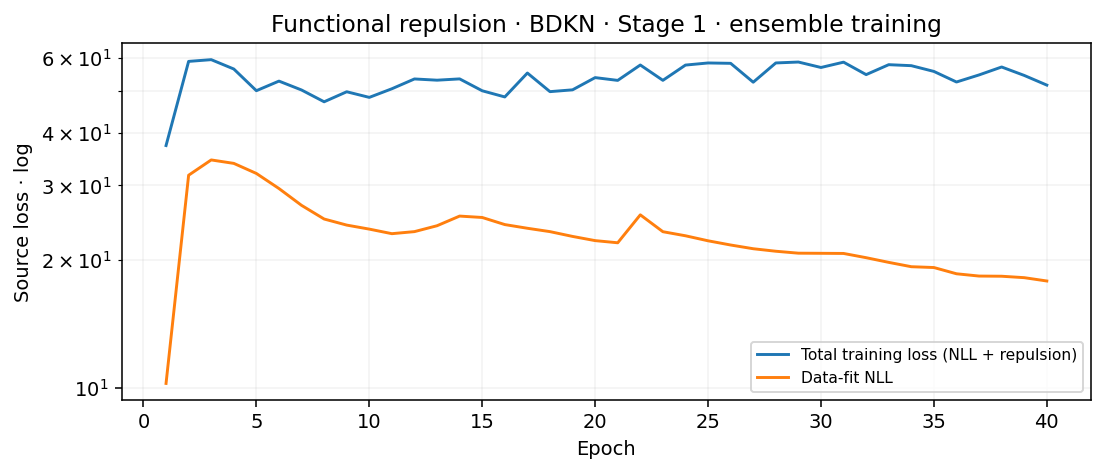 Functional repulsion · BDKN · Stage 1 · ensemble training
Source loss · log
6 × 10¹
4 × 10¹
3 × 10¹
2 × 10¹
10¹
Total training loss (NLL + repulsion)
Data-fit NLL
0 5 10 15 20 25 30 35 40
Epoch